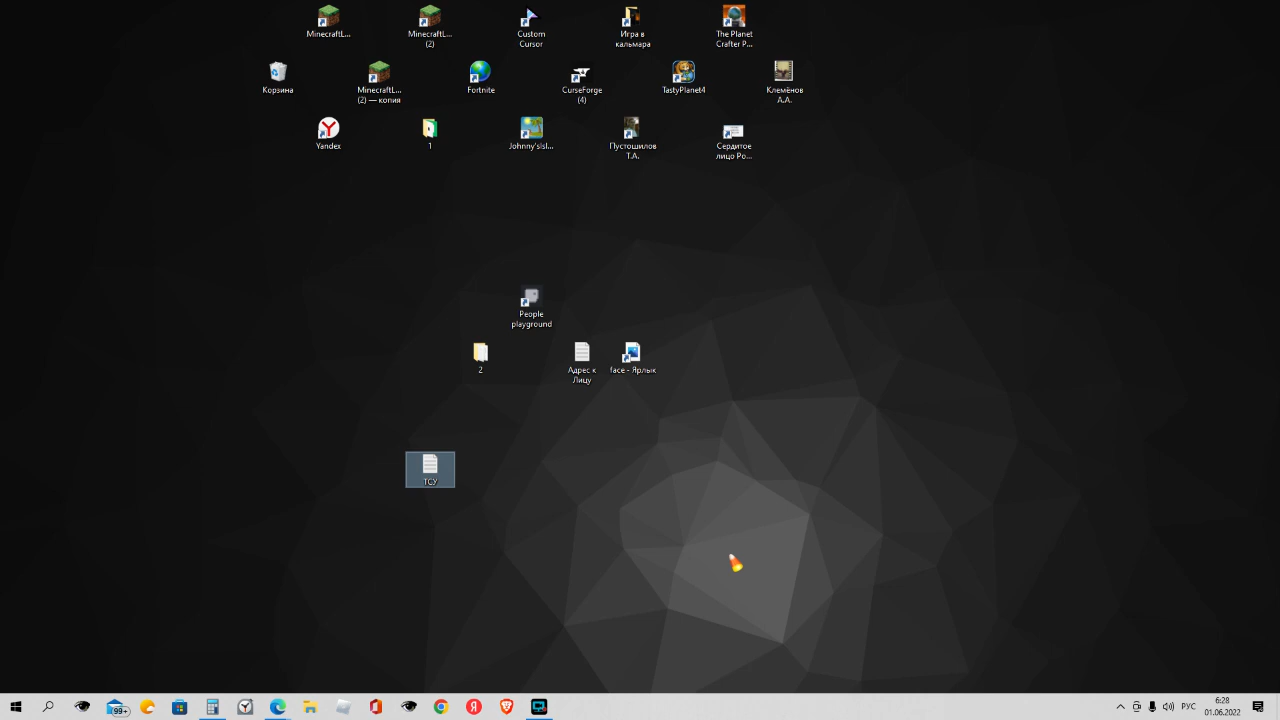 MinecraftL...
MinecraftL...
(2)
Custom
Cursor
Игра в
кальмара
The Planet
Crafter P...
Корзина
MinecraftL...
(2) — копия
Fortnite
CurseForge
(4)
TastyPlanet4
Клемёнов
А.А.
Yandex
1
Johnny'sIsl...
Пустошилов
Т.А.
Сердитое
лицо Ро...
People
playground
2
Адрес к
Лицу
face - Ярлык
ТСУ
99+
РУС
6:28
01.06.2022